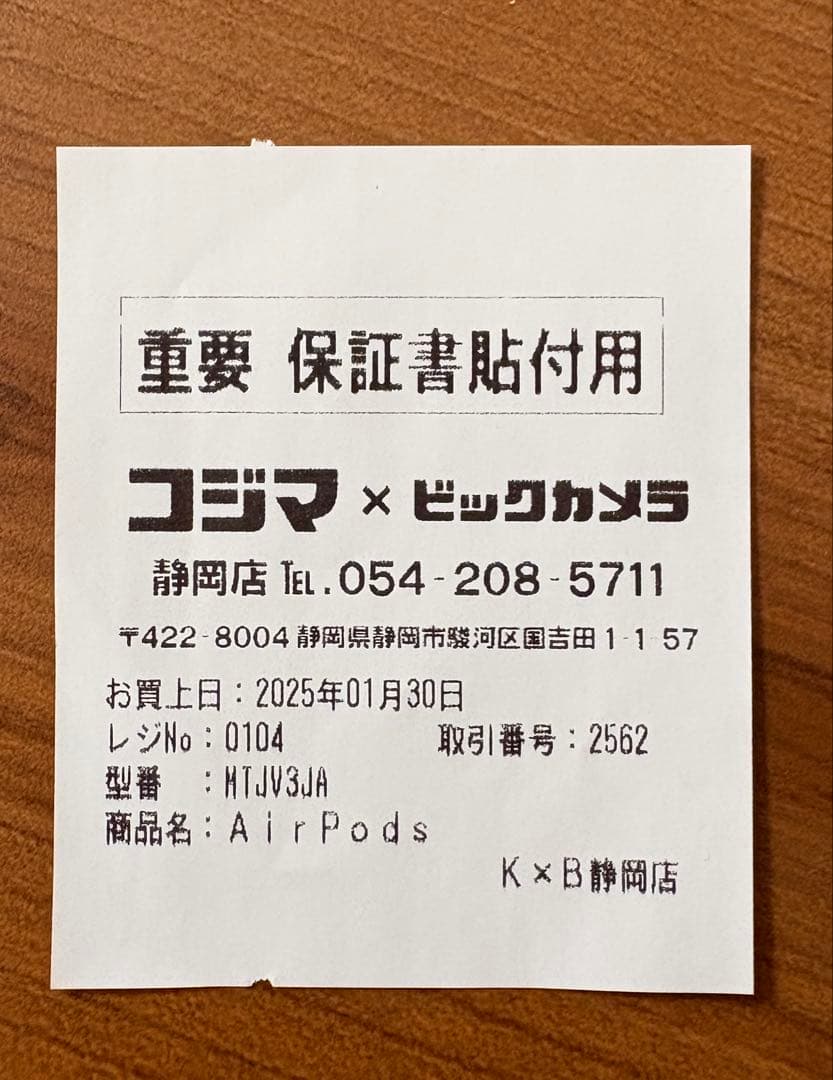 重要 保証書貼付用
コジマ×ビックカメラ
静岡店 TEL.054-208-5711
〒422-8004 静岡県静岡市駿河区国吉田1-1-57
お買上日：2025年01月30日
レジNo：0104 取引番号：2562
型番　：MTJV3JA
商品名：ＡｉｒＰｏｄｓ
Ｋ×Ｂ静岡店